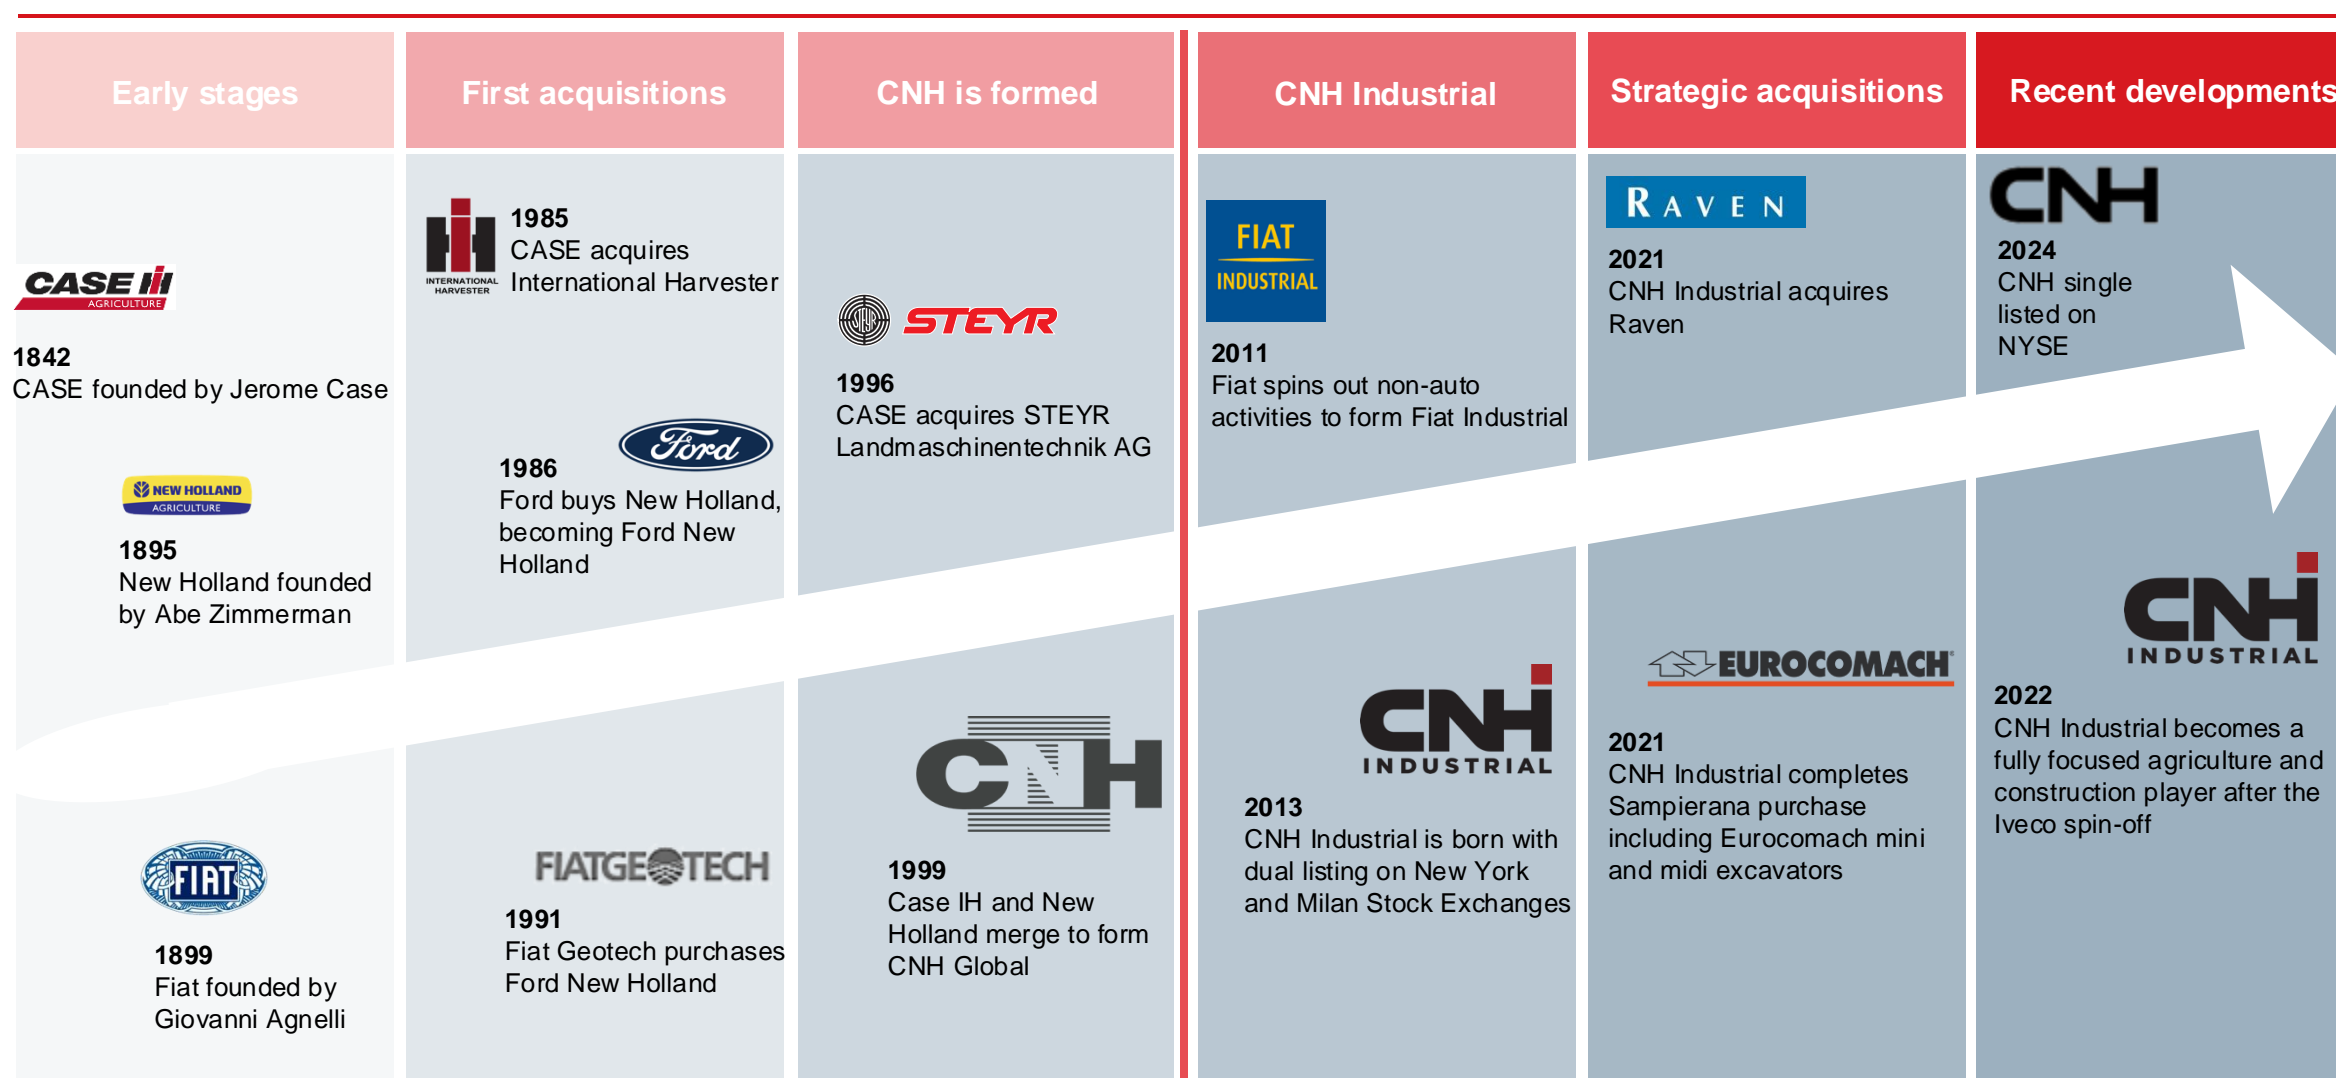 Early stages
First acquisitions
CNH is formed
CNH Industrial
Strategic acquisitions
Recent developments
CASE IH
AGRICULTURE
1842
CASE founded by Jerome Case
NEW HOLLAND
AGRICULTURE
1895
New Holland founded
by Abe Zimmerman
FIAT
1899
Fiat founded by
Giovanni Agnelli
INTERNATIONAL
HARVESTER
1985
CASE acquires
International Harvester
Ford
1986
Ford buys New Holland,
becoming Ford New
Holland
FIATGEOTECH
1991
Fiat Geotech purchases
Ford New Holland
STEYR
1996
CASE acquires STEYR
Landmaschinentechnik AG
CNH
1999
Case IH and New
Holland merge to form
CNH Global
FIAT
INDUSTRIAL
2011
Fiat spins out non-auto
activities to form Fiat Industrial
CNH
INDUSTRIAL
2013
CNH Industrial is born with
dual listing on New York
and Milan Stock Exchanges
RAVEN
2021
CNH Industrial acquires
Raven
EUROCOMACH
2021
CNH Industrial completes
Sampierana purchase
including Eurocomach mini
and midi excavators
CNH
2024
CNH single
listed on
NYSE
CNH
INDUSTRIAL
2022
CNH Industrial becomes a
fully focused agriculture and
construction player after the
Iveco spin-off